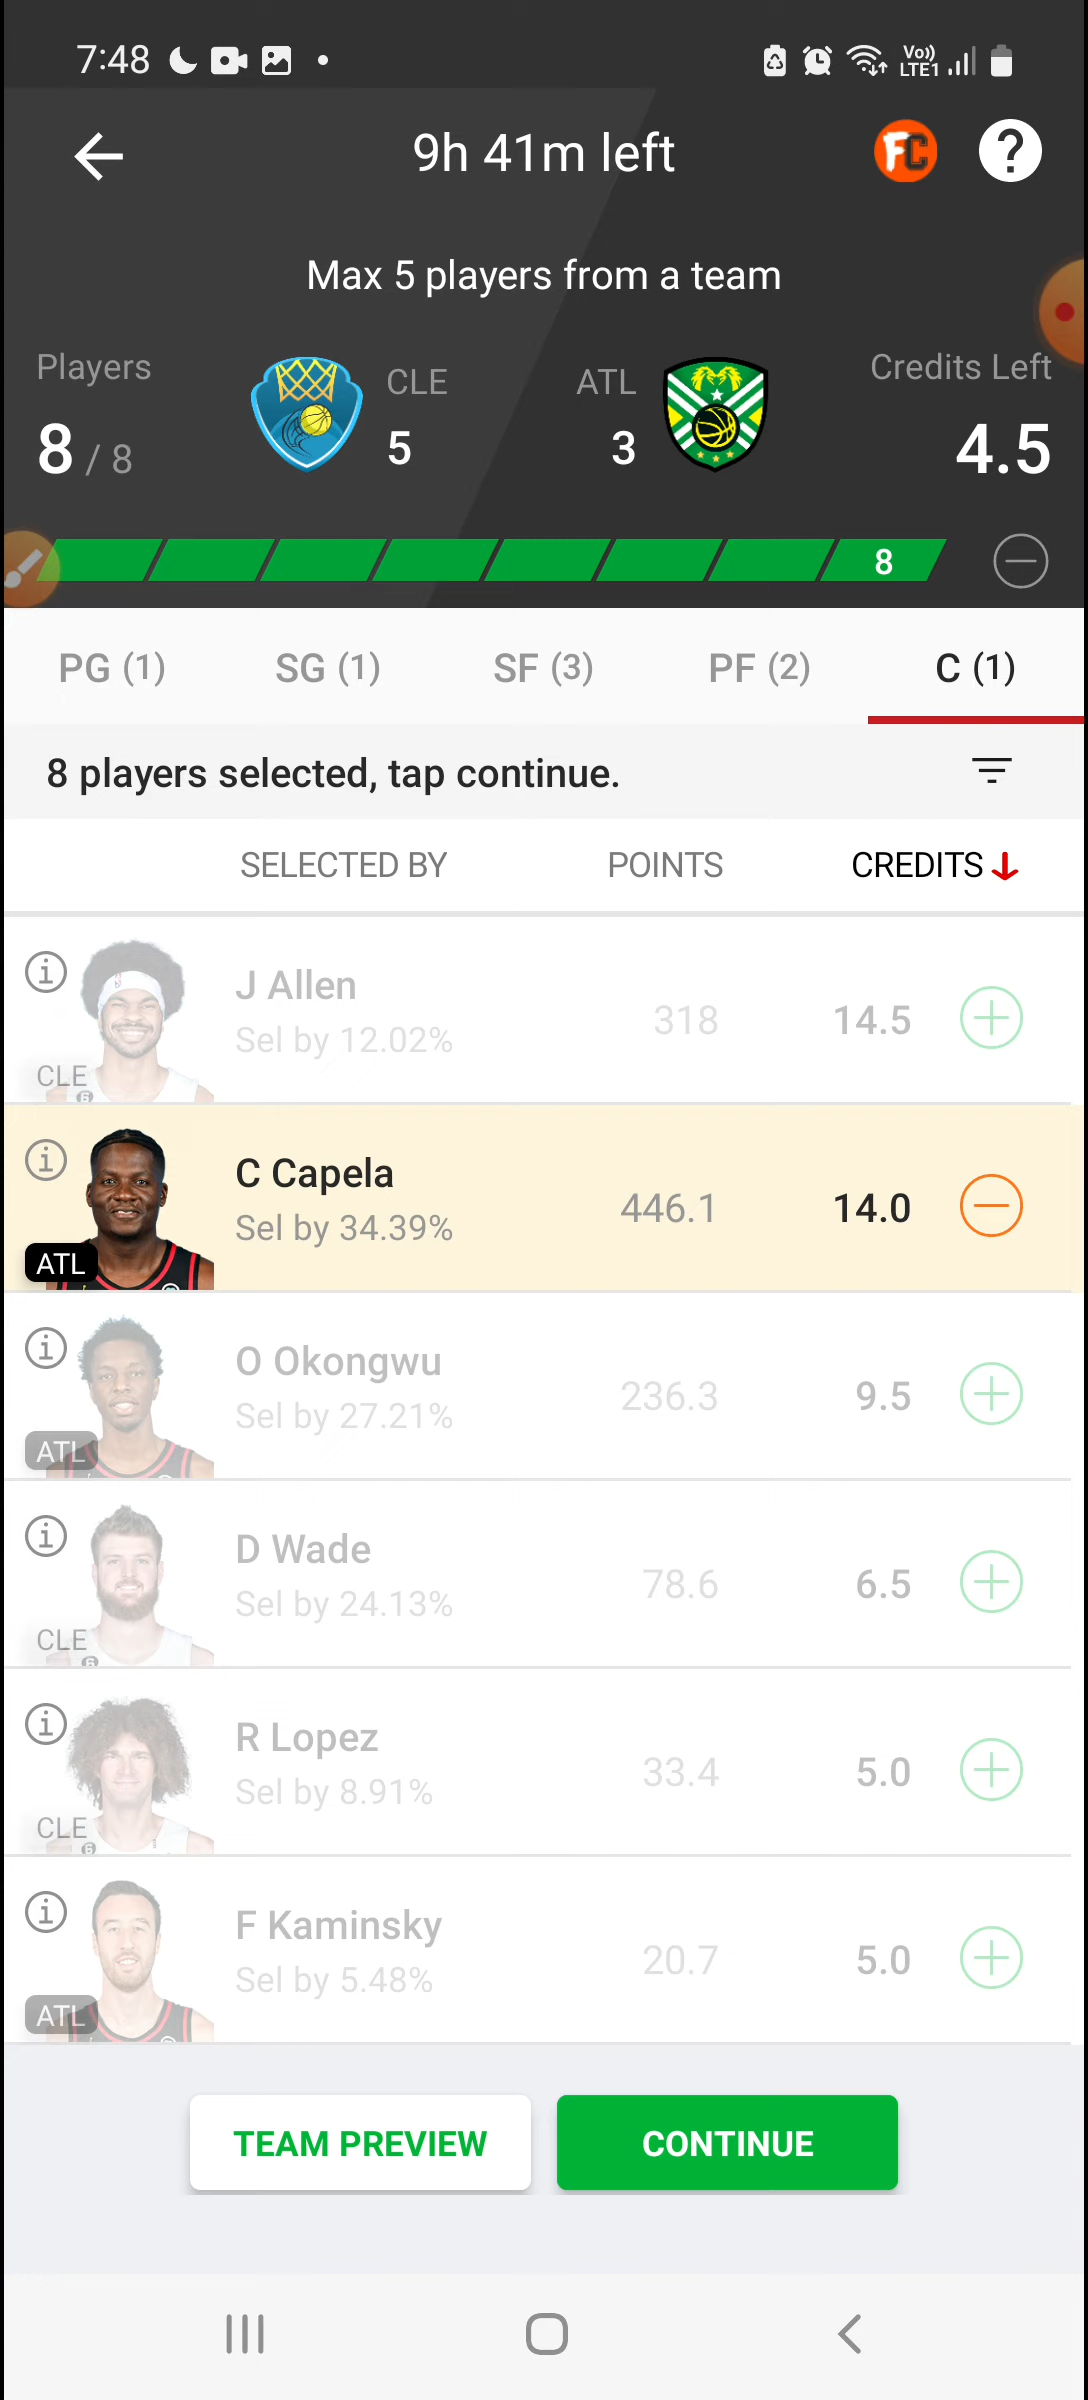 7:48
Vo))
LTE1
9h 41m left
FC
?
Max 5 players from a team
Players
CLE
ATL
Credits Left
8 / 8
5
3
4.5
8
PG (1)
SG (1)
SF (3)
PF (2)
C (1)
8 players selected, tap continue.
SELECTED BY
POINTS
CREDITS
J Allen
Sel by 12.02%
318
14.5
CLE
C Capela
Sel by 34.39%
446.1
14.0
ATL
O Okongwu
Sel by 27.21%
236.3
9.5
ATL
D Wade
Sel by 24.13%
78.6
6.5
CLE
R Lopez
Sel by 8.91%
33.4
5.0
CLE
F Kaminsky
Sel by 5.48%
20.7
5.0
ATL
TEAM PREVIEW
CONTINUE